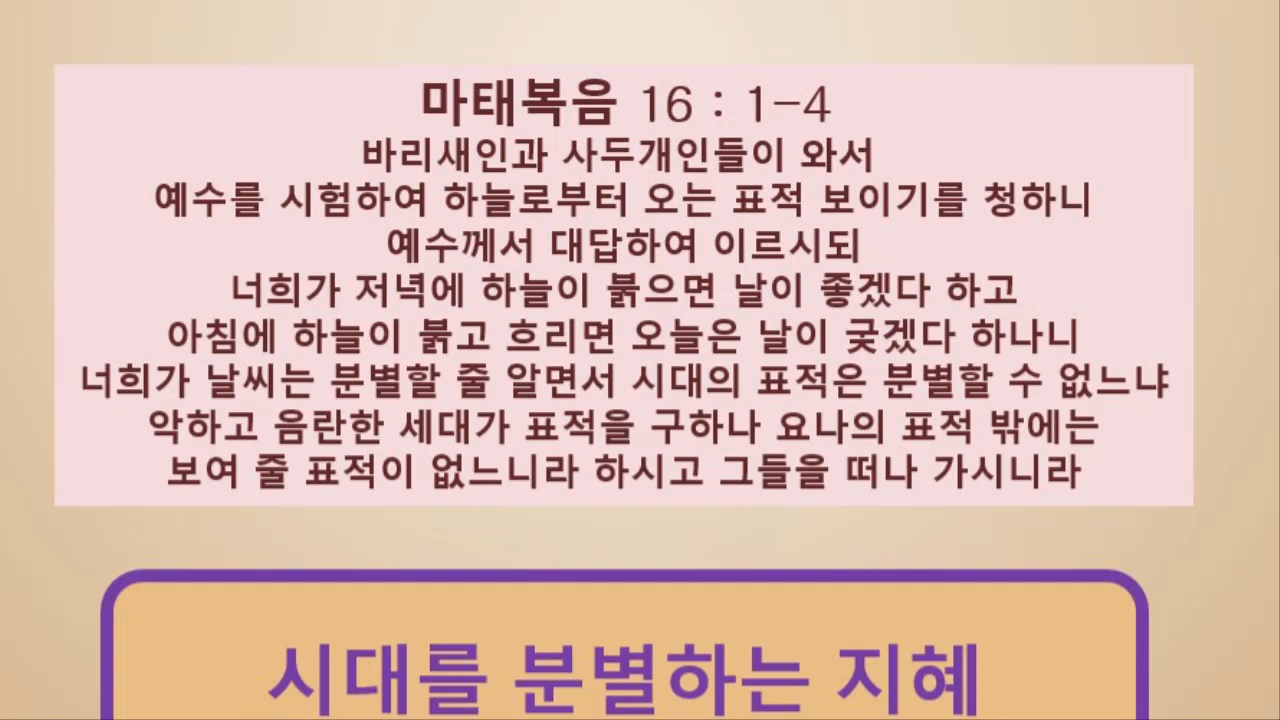 마태복음 16 : 1-4
바리새인과 사두개인들이 와서
예수를 시험하여 하늘로부터 오는 표적 보이기를 청하니
예수께서 대답하여 이르시되
너희가 저녁에 하늘이 붉으면 날이 좋겠다 하고
아침에 하늘이 붉고 흐리면 오늘은 날이 궂겠다 하나니
너희가 날씨는 분별할 줄 알면서 시대의 표적은 분별할 수 없느냐
악하고 음란한 세대가 표적을 구하나 요나의 표적 밖에는
보여 줄 표적이 없느니라 하시고 그들을 떠나 가시니라
시대를 분별하는 지혜